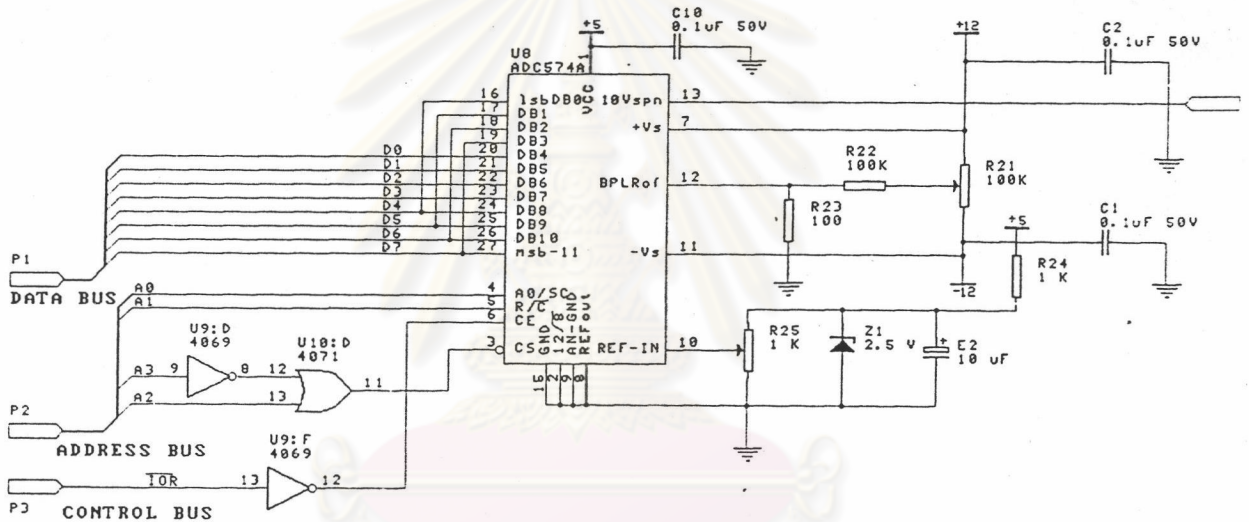 C10
0.1uF 50V
+5
+12
C2
0.1uF 50V
U8
ADC574A
1
VCC
16 lsbDB0
17 DB1
18 DB2
19 DB3
D0 20 DB4
D1 21 DB5
D2 22 DB6
D3 23 DB7
D4 24 DB8
D5 25 DB9
D6 26 DB10
D7 27 msb-11
10Vspn 13
+Vs 7
BPLRof 12
-Vs 11
REF-IN 10
R22
100K
R21
100K
R23
100
+5
C1
0.1uF 50V
R24
1 K
-12
P1
DATA BUS
A0 4 A0/SC
A1 5 R/C
6 CE
3 CS
GND
12/8
AN-GND
REFout
15
2
9
8
R25
1 K
Z1
2.5 V
+
E2
10 uF
U9:D
4069
U10:D
4071
A3 9 8 12
A2 13
11
P2
ADDRESS BUS
U9:F
4069
IOR 13 12
P3
CONTROL BUS